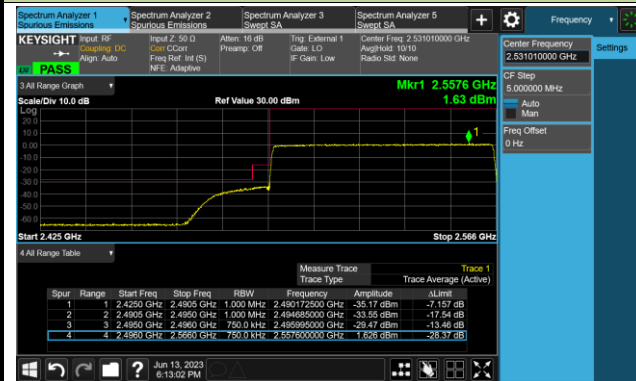 Spectrum Analyzer 1
Spurious Emissions
Spectrum Analyzer 2
Spurious Emissions
Spectrum Analyzer 3
Swept SA
Spectrum Analyzer 5
Swept SA
+
Frequency
KEYSIGHT
PASS
Input: RF
Coupling: DC
Align: Auto
Input Z: 50 Ω
Corr CCorr
Freq Ref: Int (S)
NFE: Adaptive
Atten: 16 dB
Preamp: Off
Trig: External 1
Gate: LO
IF Gain: Low
Center Freq: 2.531010000 GHz
Avg|Hold: 10/10
Radio Std: None
Center Frequency
2.531010000 GHz
Settings
CF Step
5.000000 MHz
Auto
Man
Freq Offset
0 Hz
3 All Range Graph
Mkr1 2.5576 GHz
Scale/Div 10.0 dB
Ref Value 30.00 dBm
1.63 dBm
Log
20.0
10.0
0.00
-10.0
-20.0
-30.0
-40.0
-50.0
-60.0
1
Start 2.425 GHz
Stop 2.566 GHz
4 All Range Table
Measure Trace Trace 1
Trace Type Trace Average (Active)
Spur Range Start Freq Stop Freq RBW Frequency Amplitude ΔLimit
1 1 2.4250 GHz 2.4905 GHz 1.000 MHz 2.490172500 GHz -35.17 dBm -7.157 dB
2 2 2.4905 GHz 2.4950 GHz 1.000 MHz 2.494685000 GHz -33.55 dBm -17.54 dB
3 3 2.4950 GHz 2.4960 GHz 750.0 kHz 2.495995000 GHz -29.47 dBm -13.46 dB
4 4 2.4960 GHz 2.5660 GHz 750.0 kHz 2.557600000 GHz 1.626 dBm -28.37 dB
?
Jun 13, 2023
6:13:02 PM